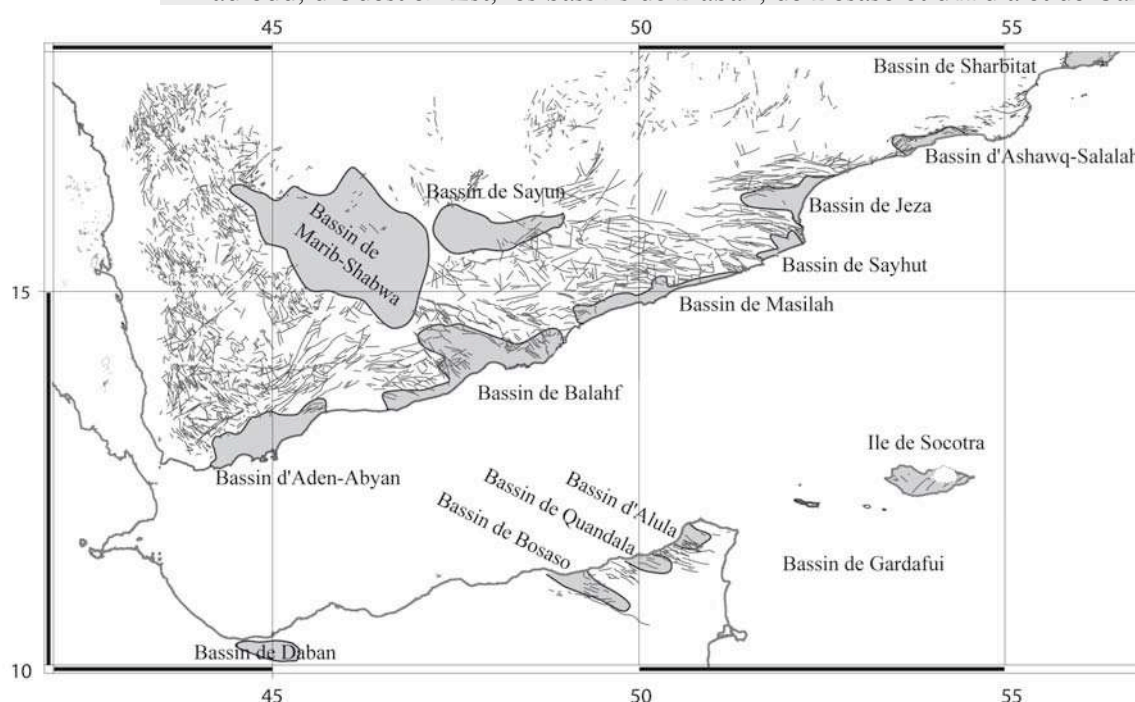 45 50 55
Bassin de Sharbitat
Bassin d'Ashawq-Salalah
Bassin de Sayun
Bassin de Jeza
Bassin de
Marib-Shabwa
Bassin de Sayhut
15
Bassin de Masilah
Bassin de Balahf
Ile de Socotra
Bassin d'Aden-Abyan
Bassin d'Alula
Bassin de Quandala
Bassin de Bosaso
Bassin de Gardafui
Bassin de Daban
10
45 50 55